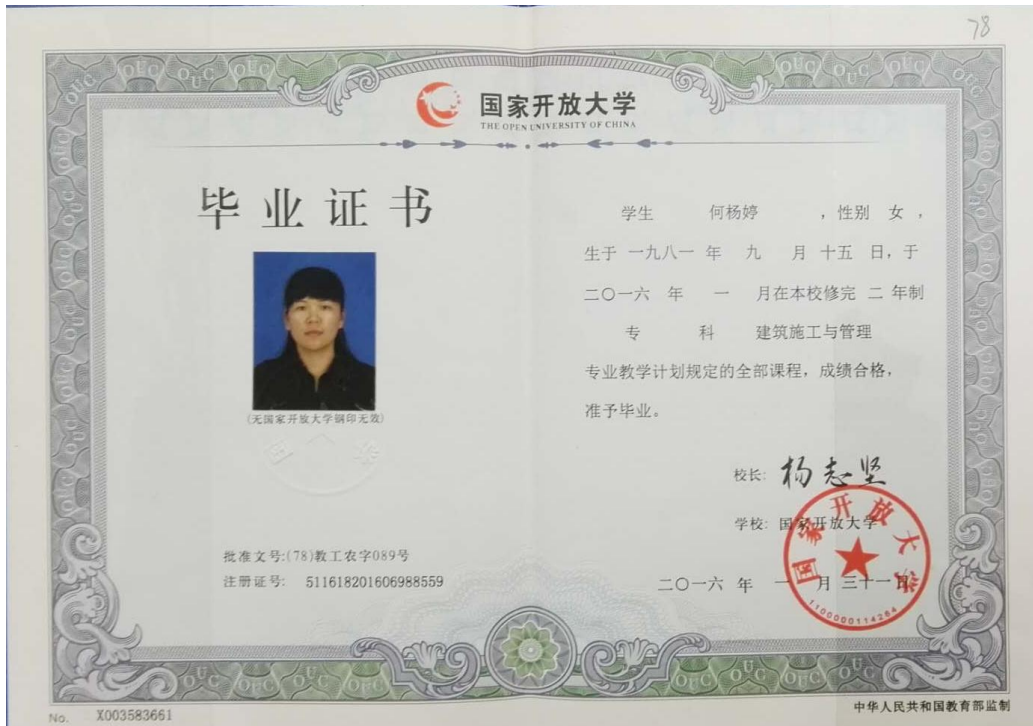 78
国家开放大学
THE OPEN UNIVERSITY OF CHINA
毕业证书
(无国家开放大学钢印无效)
批准文号:(78)教工农字089号
注册证号: 511618201606988559
学生 何杨婷 ，性别 女 ，
生于 一九八一 年 九 月 十五 日，于
二〇一六 年 一 月在本校修完 二 年制
专 科 建筑施工与管理
专业教学计划规定的全部课程，成绩合格，
准予毕业。
校长: 杨志坚
学校: 国家开放大学
二〇一六 年 一 月 三十一日
国家开放大学
1100000114284
No. X003583661
中华人民共和国教育部监制